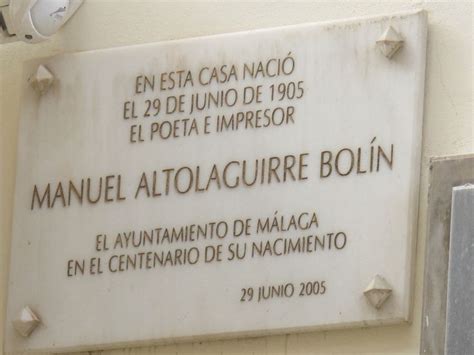 EN ESTA CASA NACIÓ
EL 29 DE JUNIO DE 1905
EL POETA E IMPRESOR
MANUEL ALTOLAGUIRRE BOLÍN
EL AYUNTAMIENTO DE MÁLAGA
EN EL CENTENARIO DE SU NACIMIENTO
29 JUNIO 2005